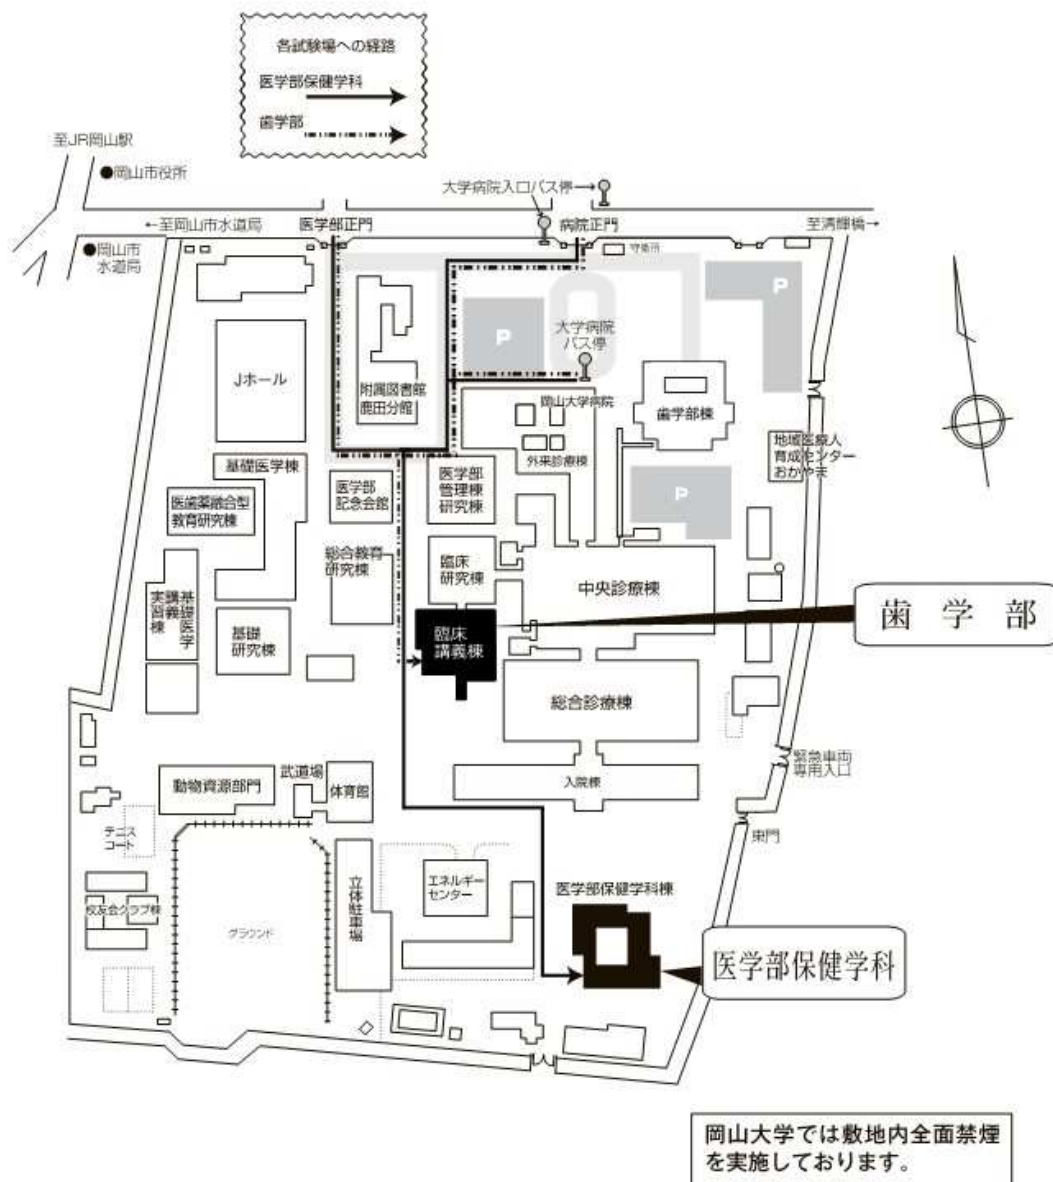 各試験場への経路
医学部保健学科
歯学部
至JR岡山駅
●岡山市役所
大学病院入口バス停→
←至岡山市水道局
医学部正門
病院正門
至清輝橋→
●岡山市
水道局
守衛所
P
P
大学病院
バス停
Jホール
附属図書館
鹿田分館
岡山大学病院
歯学部棟
外来診療棟
地域医療人
育成センター
おかやま
基礎医学棟
医歯薬融合型
教育研究棟
医学部
記念会館
医学部
管理棟
研究棟
P
総合教育
研究棟
臨床
研究棟
中央診療棟
基礎医学
講義
実習棟
基礎
研究棟
臨床
講義棟
歯学部
総合診療棟
緊急車両
専用入口
動物資源部門
武道場
体育館
入院棟
東門
テニス
コート
立体駐車場
エネルギー
センター
医学部保健学科棟
校友会クラブ棟
グラウンド
医学部保健学科
岡山大学では敷地内全面禁煙
を実施しております。